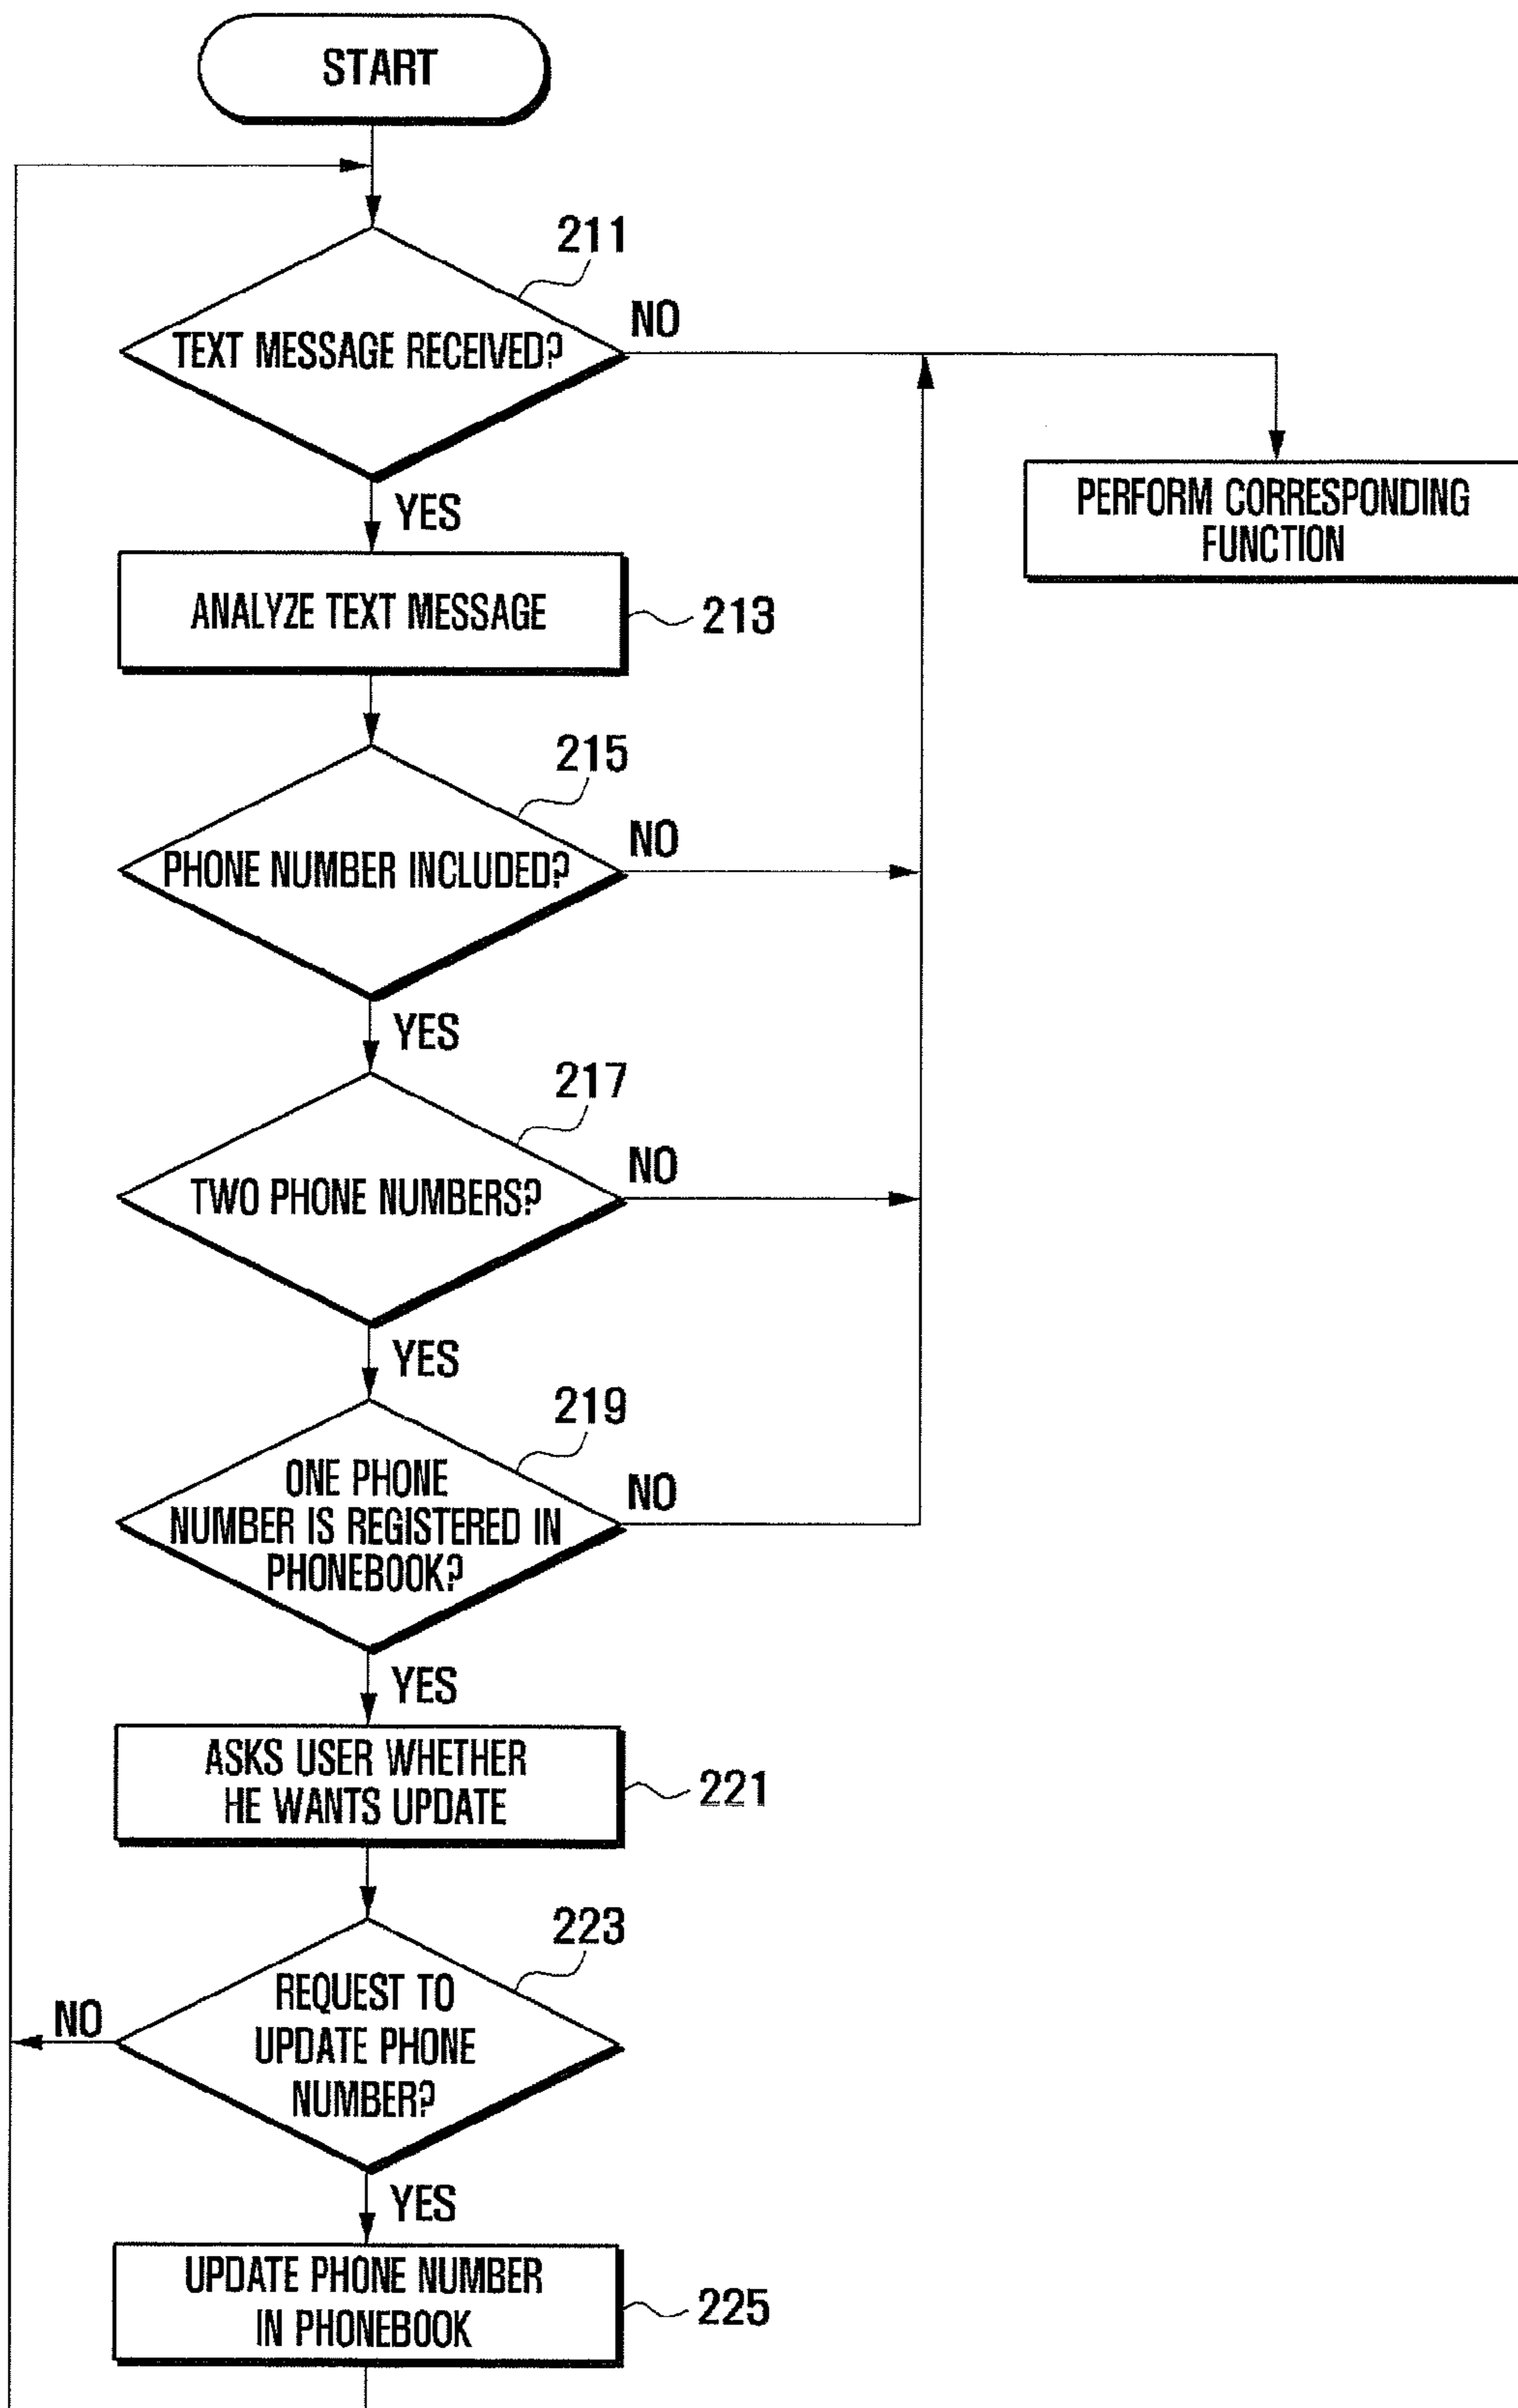 START
211
TEXT MESSAGE RECEIVED?
NO
PERFORM CORRESPONDING
FUNCTION
YES
ANALYZE TEXT MESSAGE
213
215
PHONE NUMBER INCLUDED?
NO
YES
217
TWO PHONE NUMBERS?
NO
YES
219
ONE PHONE
NUMBER IS REGISTERED IN
PHONEBOOK?
NO
YES
ASKS USER WHETHER
HE WANTS UPDATE
221
223
REQUEST TO
UPDATE PHONE
NUMBER?
NO
YES
UPDATE PHONE NUMBER
IN PHONEBOOK
225